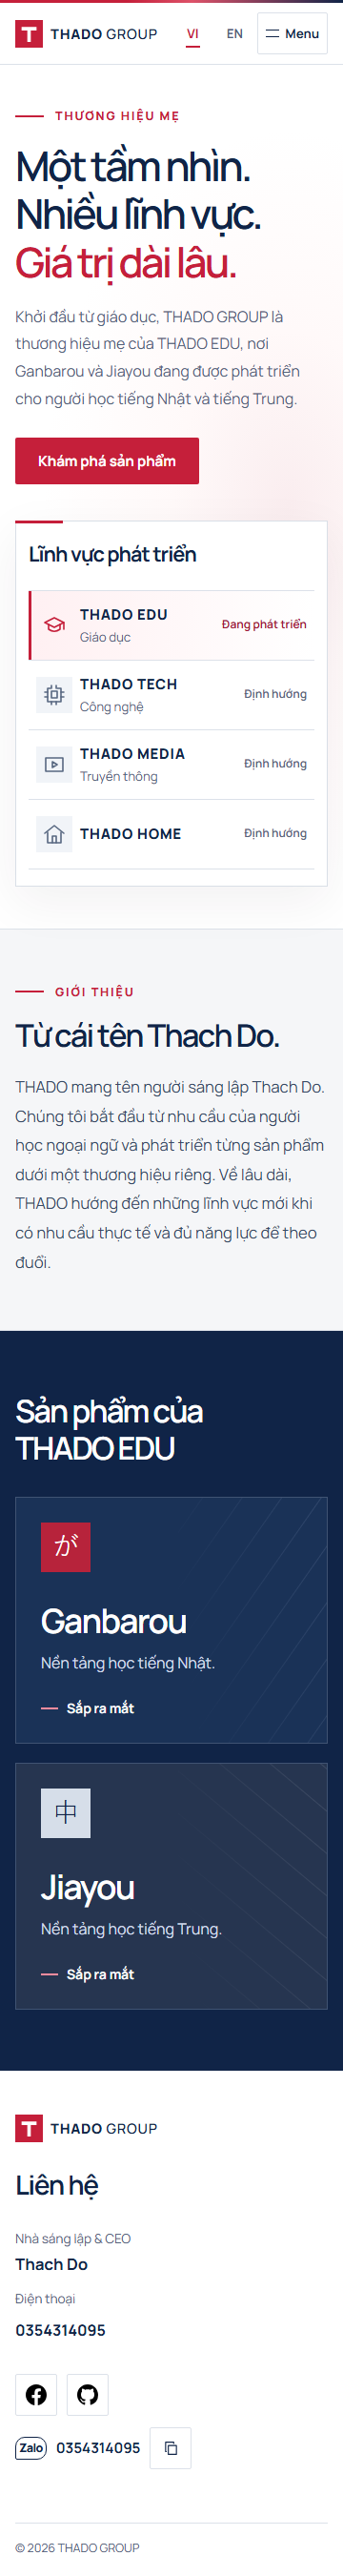 T THADO GROUP
VI EN Menu
THƯƠNG HIỆU MẸ
Một tầm nhìn.
Nhiều lĩnh vực.
Giá trị dài lâu.
Khởi đầu từ giáo dục, THADO GROUP là
thương hiệu mẹ của THADO EDU, nơi
Ganbarou và Jiayou đang được phát triển
cho người học tiếng Nhật và tiếng Trung.
Khám phá sản phẩm
Lĩnh vực phát triển
THADO EDU
Giáo dục
Đang phát triển
THADO TECH
Công nghệ
Định hướng
THADO MEDIA
Truyền thông
Định hướng
THADO HOME
Định hướng
GIỚI THIỆU
Từ cái tên Thach Do.
THADO mang tên người sáng lập Thach Do.
Chúng tôi bắt đầu từ nhu cầu của người
học ngoại ngữ và phát triển từng sản phẩm
dưới một thương hiệu riêng. Về lâu dài,
THADO hướng đến những lĩnh vực mới khi
có nhu cầu thực tế và đủ năng lực để theo
đuổi.
Sản phẩm của
THADO EDU
が
Ganbarou
Nền tảng học tiếng Nhật.
Sắp ra mắt
中
Jiayou
Nền tảng học tiếng Trung.
Sắp ra mắt
T THADO GROUP
Liên hệ
Nhà sáng lập & CEO
Thach Do
Điện thoại
0354314095
Zalo 0354314095
© 2026 THADO GROUP